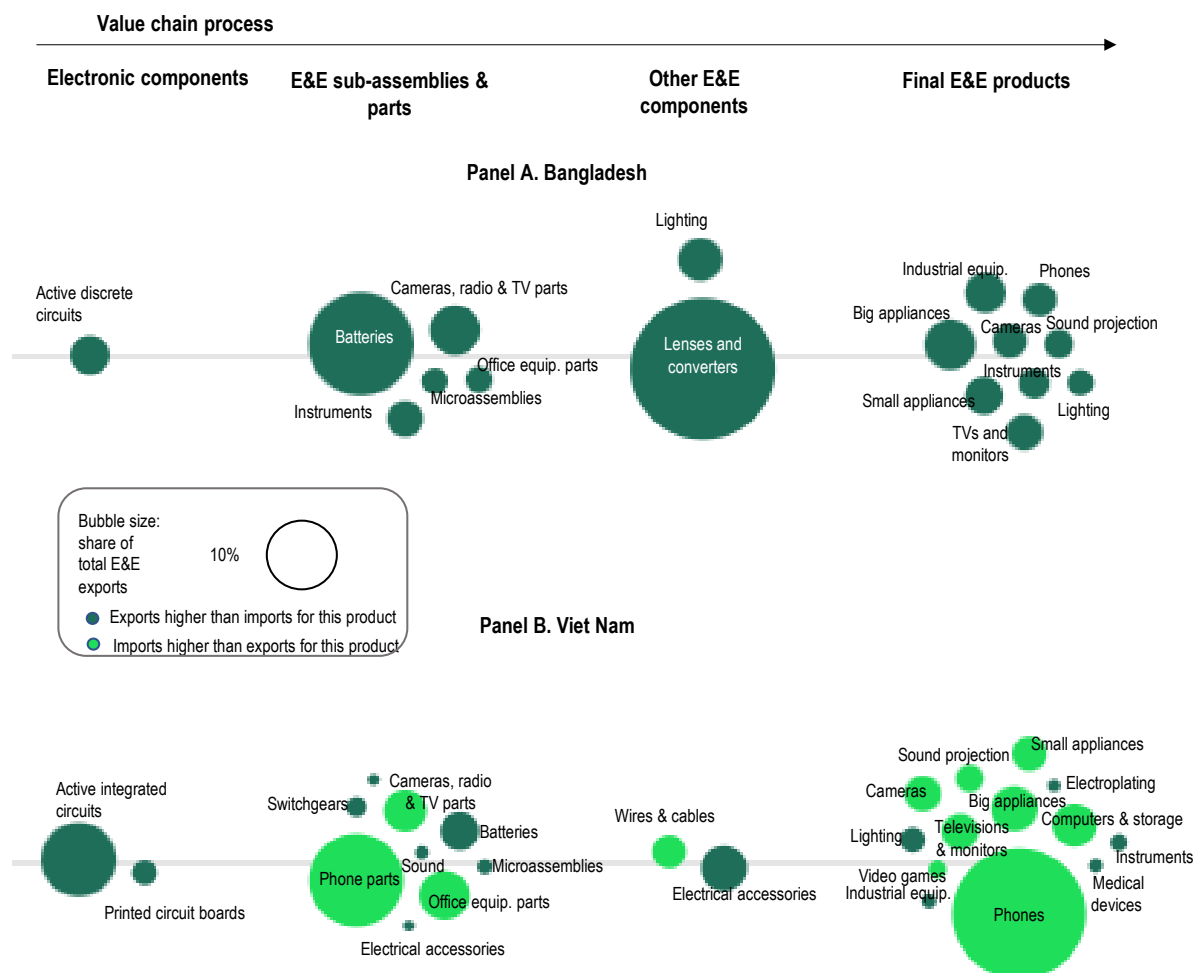 Value chain process
Electronic components
E&E sub-assemblies &
parts
Other E&E
components
Final E&E products
Panel A. Bangladesh
Active discrete
circuits
Batteries
Cameras, radio & TV parts
Office equip. parts
Microassemblies
Instruments
Lighting
Lenses and
converters
Industrial equip.
Phones
Big appliances
Cameras
Sound projection
Instruments
Small appliances
Lighting
TVs and
monitors
Bubble size:
share of
total E&E
exports
10%
Exports higher than imports for this product
Imports higher than exports for this product
Panel B. Viet Nam
Active integrated
circuits
Printed circuit boards
Switchgears
Cameras, radio
& TV parts
Batteries
Sound
Microassemblies
Phone parts
Office equip. parts
Electrical accessories
Wires & cables
Electrical accessories
Small appliances
Sound projection
Electroplating
Cameras
Big appliances
Computers & storage
Lighting
Televisions
& monitors
Instruments
Video games
Medical
devices
Industrial equip.
Phones